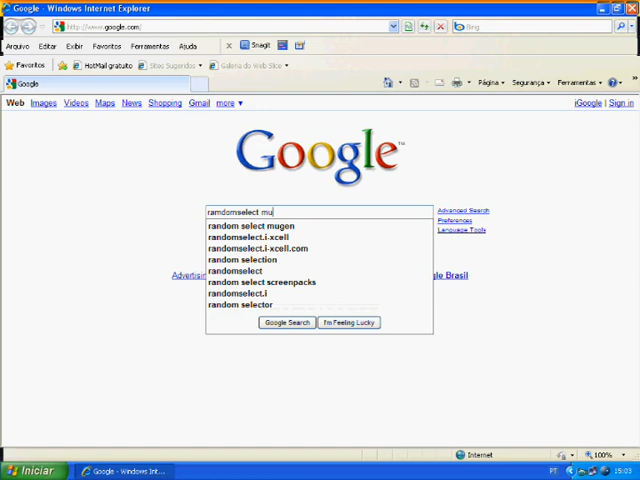 Google - Windows Internet Explorer
http://www.google.com/
Bing
Arquivo Editar Exibir Favoritos Ferramentas Ajuda
SnagIt
Favoritos HotMail gratuito Sites Sugeridos Galeria do Web Slice
Google
Página Segurança Ferramentas
Web Images Videos Maps News Shopping Gmail more ▼
iGoogle | Sign in
Google™
ramdomselect mu
Advanced Search
Preferences
Language Tools
random select mugen
randomselect.i-xcell
randomselect.i-xcell.com
random selection
randomselect
random select screenpacks
randomselect.i
random selector
Advertisin
gle Brasil
Google Search I'm Feeling Lucky
Internet
100%
Iniciar
Google - Windows Int...
PT
15:03